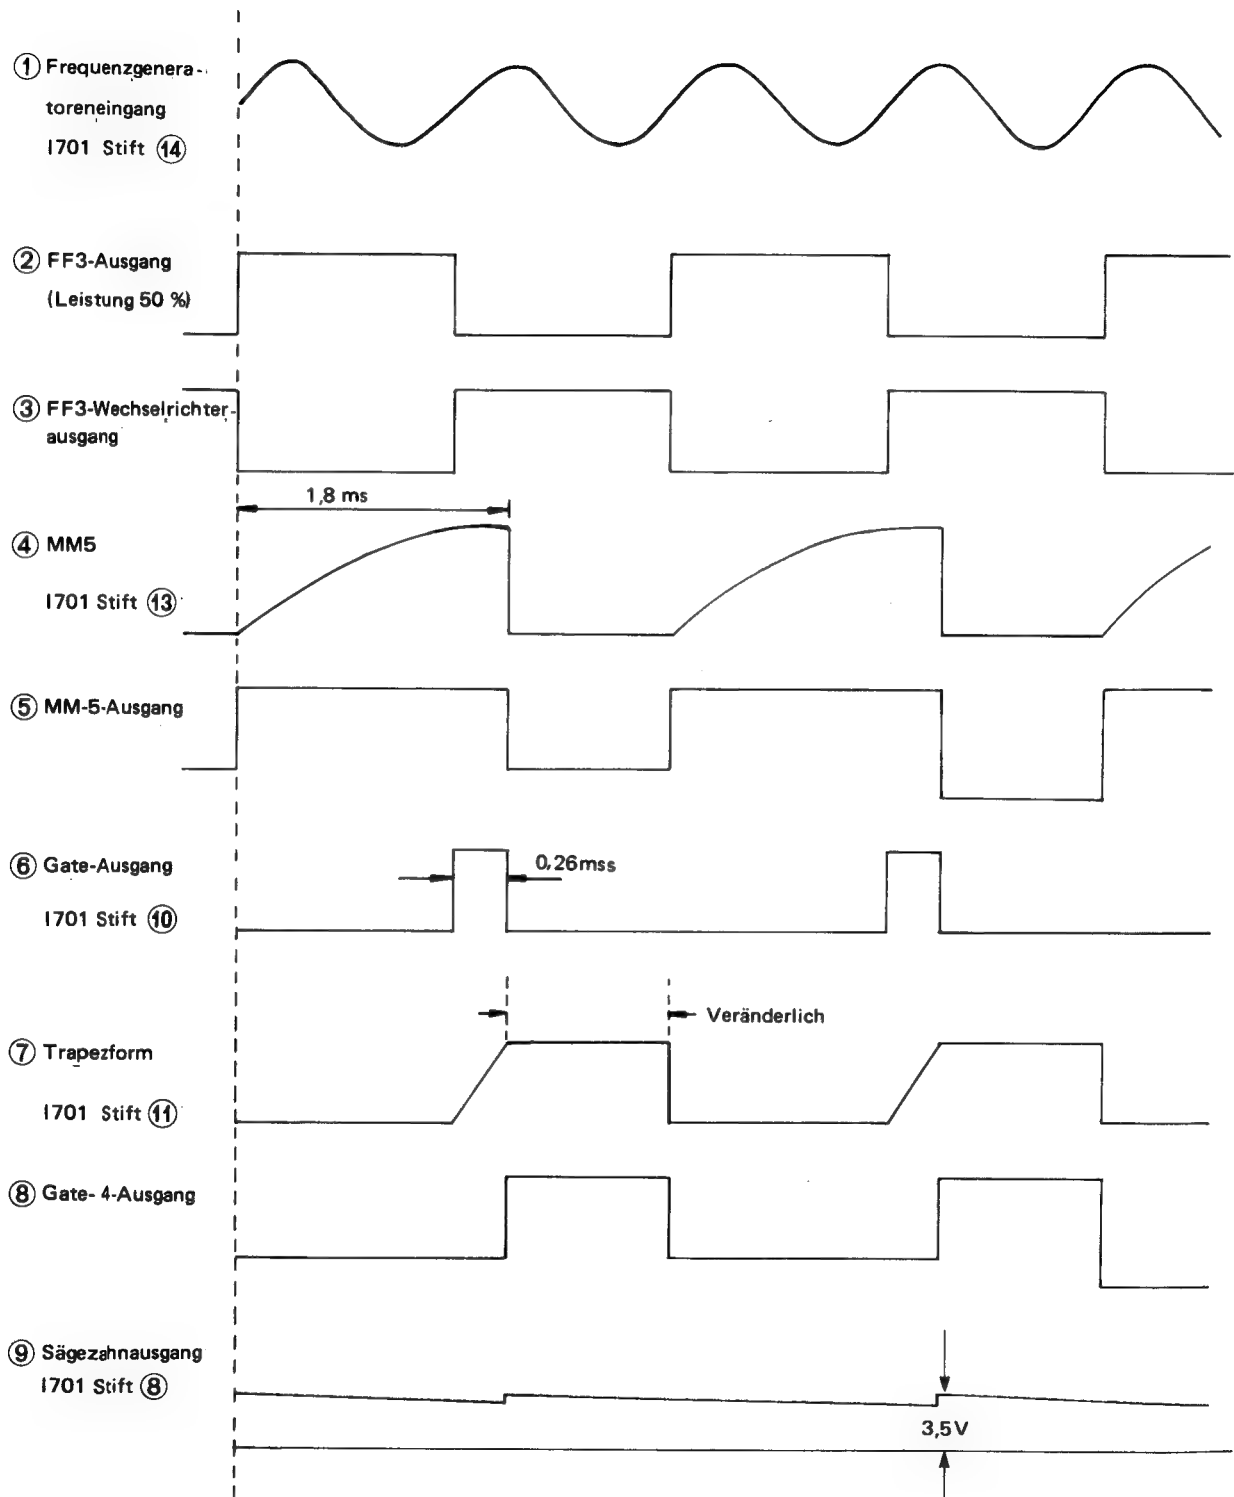 ① Frequenzgenera-
toreneingang
I701 Stift ⑭
② FF3-Ausgang
(Leistung 50 %)
③ FF3-Wechselrichter-
ausgang
1,8 ms
④ MM5
I701 Stift ⑬
⑤ MM-5-Ausgang
⑥ Gate-Ausgang
0,26mss
I701 Stift ⑩
Veränderlich
⑦ Trapezform
I701 Stift ⑪
⑧ Gate- 4-Ausgang
⑨ Sägezahnausgang
I701 Stift ⑧
3,5V